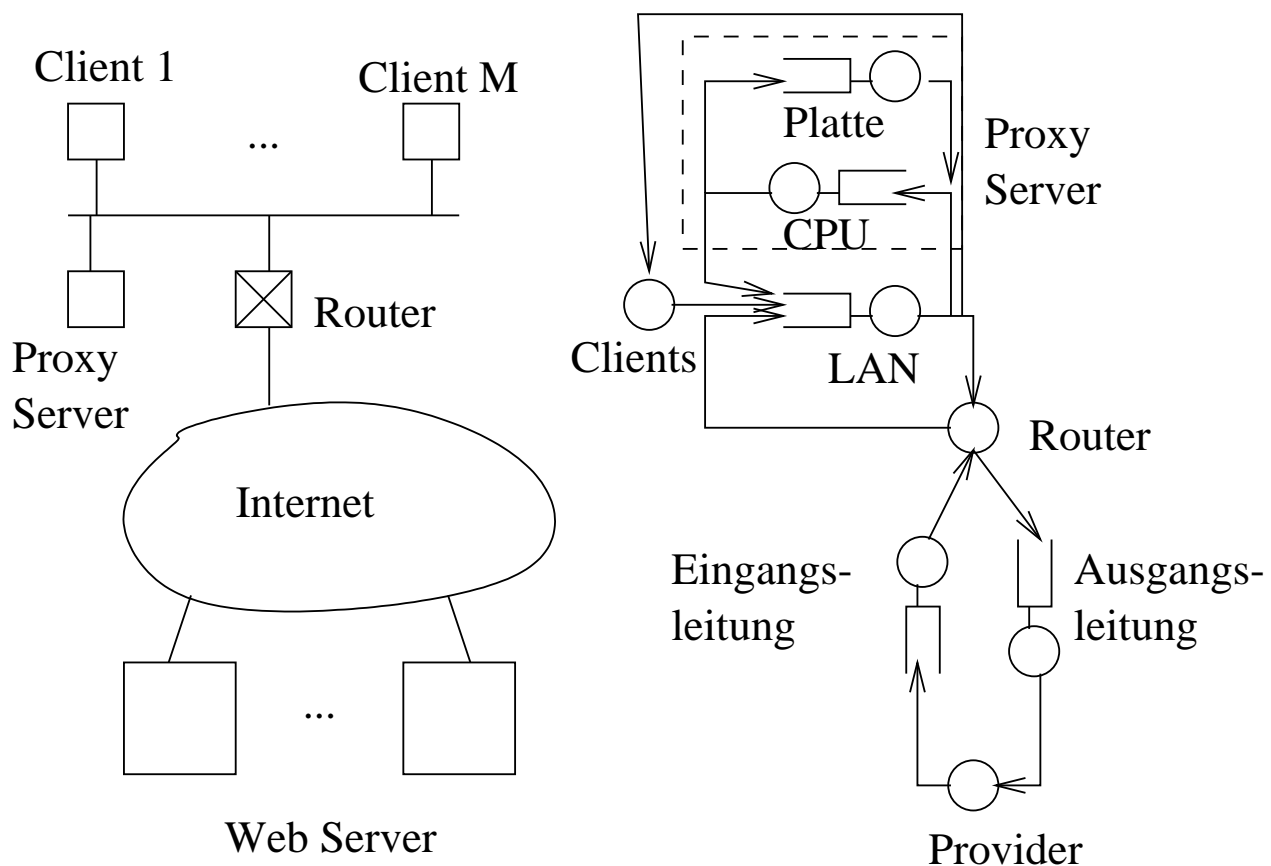 Client 1
Client M
...
Proxy
Server
Router
Internet
...
Web Server
Platte
Proxy
Server
CPU
Clients
LAN
Router
Eingangs-
leitung
Ausgangs-
leitung
Provider